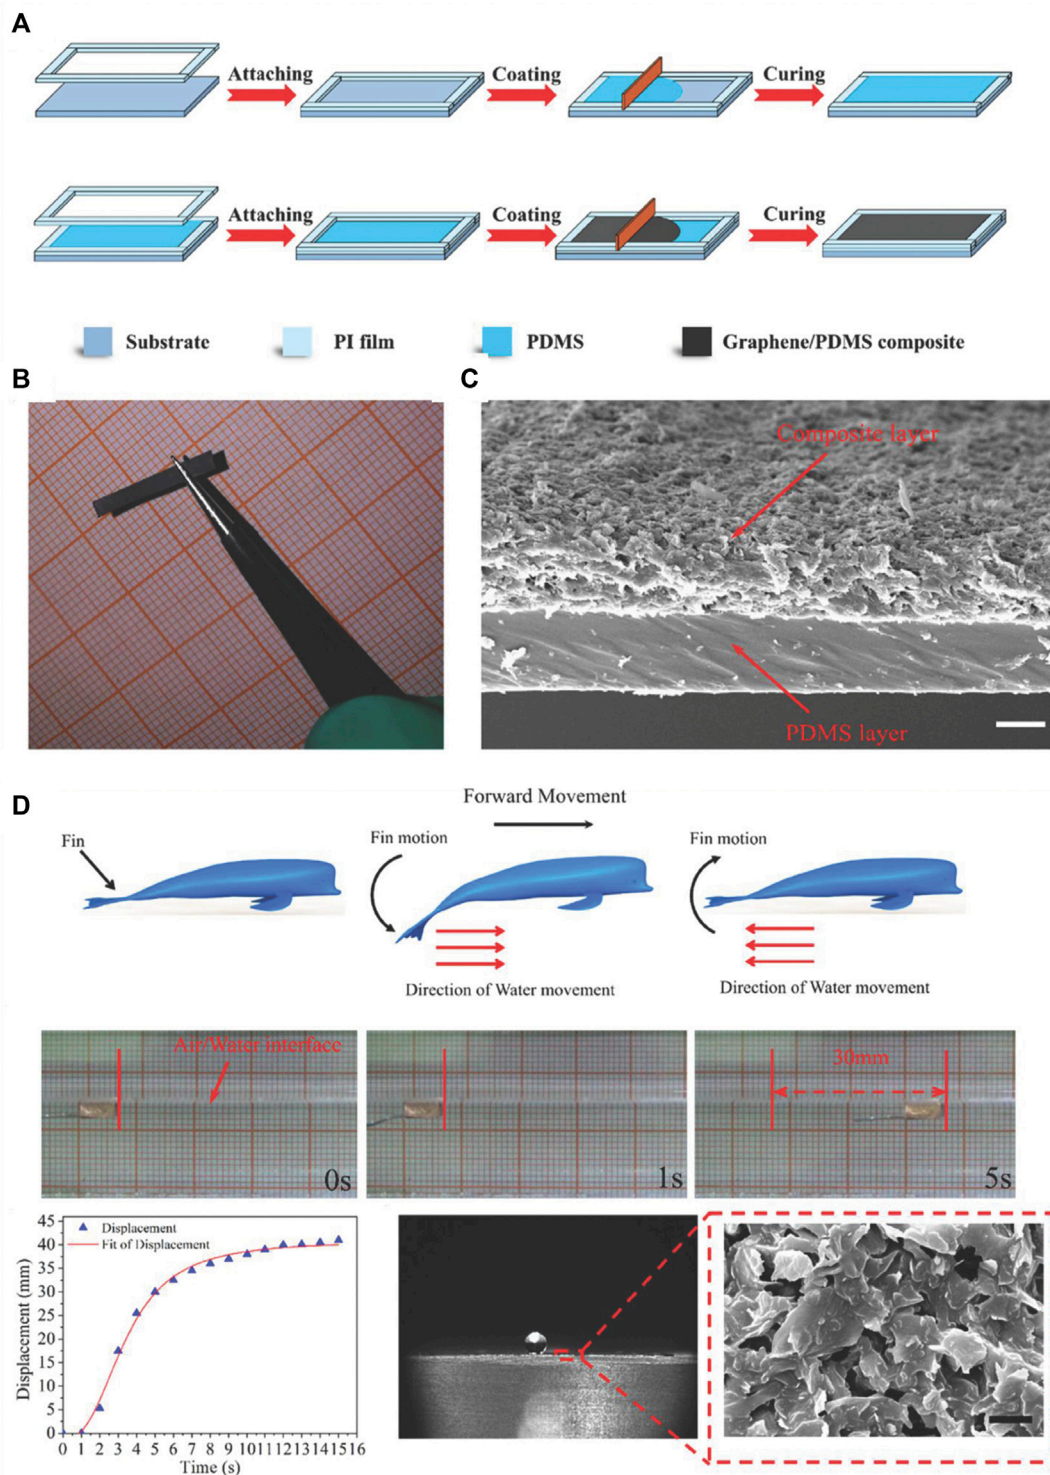 A
Attaching
Coating
Curing
Attaching
Coating
Curing
Substrate
PI film
PDMS
Graphene/PDMS composite
B
C
Composite layer
PDMS layer
D
Forward Movement
Fin
Fin motion
Fin motion
Direction of Water movement
Direction of Water movement
Air/Water interface
30mm
0s
1s
5s
Displacement
Fit of Displacement
Displacement (mm)
45
40
35
30
25
20
15
10
5
0
0 1 2 3 4 5 6 7 8 9 10 11 12 13 14 15 16
Time (s)